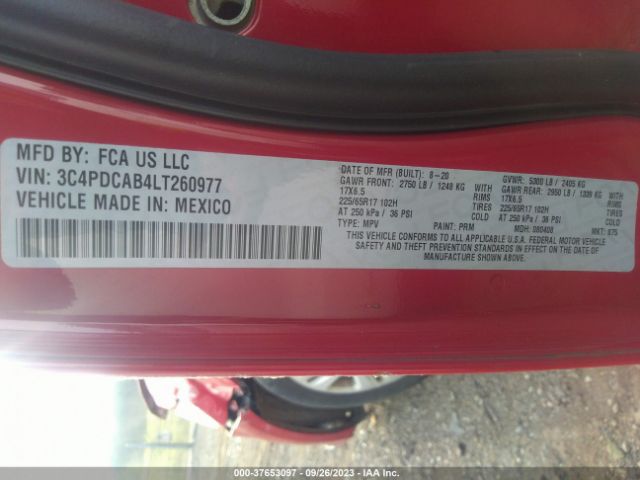 MFD BY: FCA US LLC
VIN: 3C4PDCAB4LT260977
VEHICLE MADE IN: MEXICO
DATE OF MFR (BUILT): 8-20 GVWR: 5300 LB / 2405 KG
GAWR FRONT: 2750 LB / 1248 KG WITH GAWR REAR: 2950 LB / 1339 KG WITH
17X6.5 RIMS 17X6.5 RIMS
225/65R17 102H TIRES 225/65R17 102H TIRES
AT 250 kPa / 36 PSI COLD AT 250 kPa / 36 PSI COLD
TYPE: MPV PAINT: PRM MDH: 080408 MKT: 875
THIS VEHICLE CONFORMS TO ALL APPLICABLE U.S.A. FEDERAL MOTOR VEHICLE
SAFETY AND THEFT PREVENTION STANDARDS IN EFFECT ON THE DATE OF
MANUFACTURE SHOWN ABOVE.
000-37653097 - 09/26/2023 - IAA Inc.